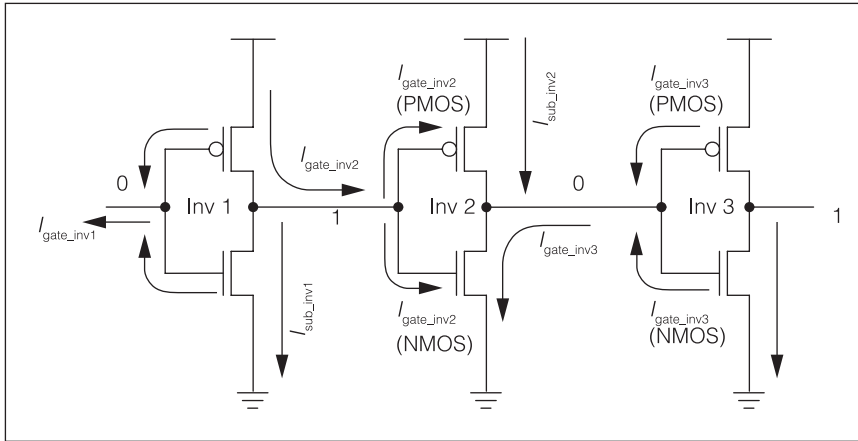 I_gate_inv2
(PMOS)
I_sub_inv2
I_gate_inv3
(PMOS)
I_gate_inv2
0
Inv 1
1
Inv 2
0
Inv 3
1
I_gate_inv1
I_gate_inv3
I_sub_inv1
I_gate_inv2
(NMOS)
I_gate_inv3
(NMOS)